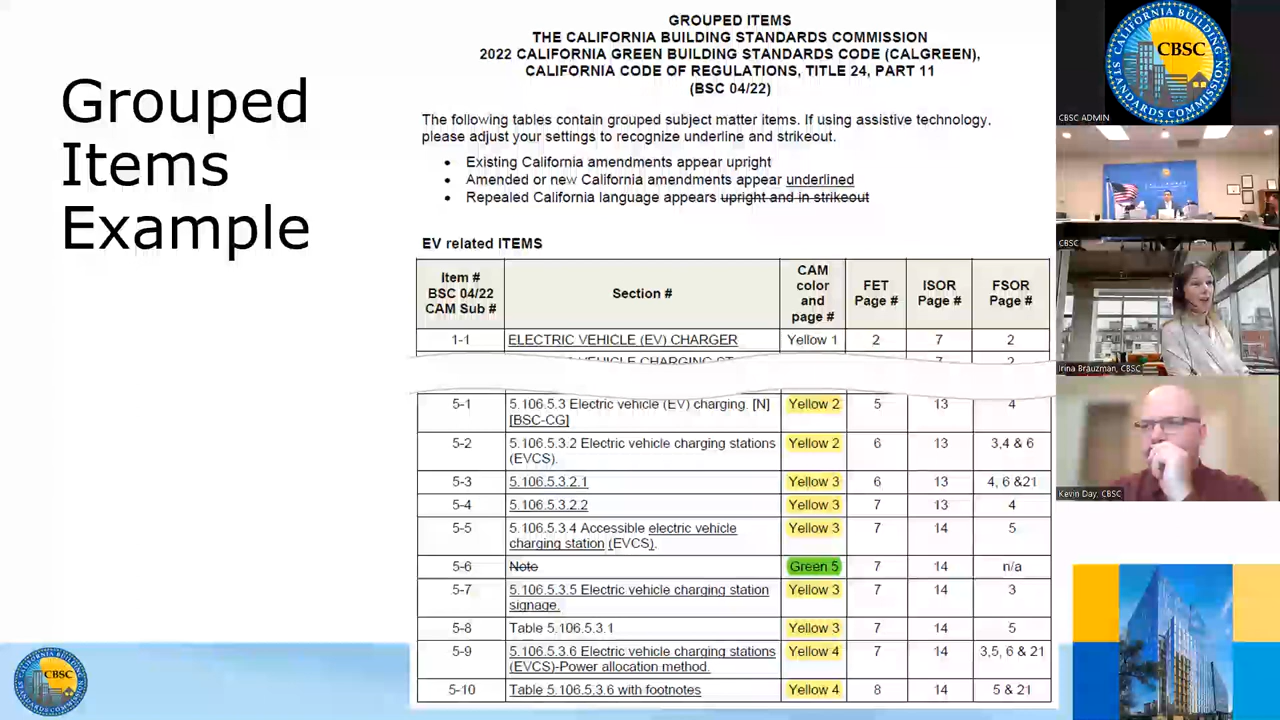 Grouped
Items
Example
GROUPED ITEMS
THE CALIFORNIA BUILDING STANDARDS COMMISSION
2022 CALIFORNIA GREEN BUILDING STANDARDS CODE (CALGREEN),
CALIFORNIA CODE OF REGULATIONS, TITLE 24, PART 11
(BSC 04/22)
The following tables contain grouped subject matter items. If using assistive technology,
please adjust your settings to recognize underline and strikeout.
• Existing California amendments appear upright
• Amended or new California amendments appear underlined
• Repealed California language appears upright and in strikeout
EV related ITEMS
Item # BSC 04/22 CAM Sub # Section # CAM color and page # FET Page # ISOR Page # FSOR Page #
1-1 ELECTRIC VEHICLE (EV) CHARGER Yellow 1 2 7 2
VEHICLE CHARGING 7 2
5-1 5.106.5.3 Electric vehicle (EV) charging. [N] Yellow 2 5 13 4
[BSC-CG]
5-2 5.106.5.3.2 Electric vehicle charging stations Yellow 2 6 13 3,4 & 6
(EVCS).
5-3 5.106.5.3.2.1 Yellow 3 6 13 4, 6 &21
5-4 5.106.5.3.2.2 Yellow 3 7 13 4
5-5 5.106.5.3.4 Accessible electric vehicle Yellow 3 7 14 5
charging station (EVCS).
5-6 Note Green 5 7 14 n/a
5-7 5.106.5.3.5 Electric vehicle charging station Yellow 3 7 14 3
signage.
5-8 Table 5.106.5.3.1 Yellow 3 7 14 5
5-9 5.106.5.3.6 Electric vehicle charging stations Yellow 4 7 14 3,5, 6 & 21
(EVCS)-Power allocation method.
5-10 Table 5.106.5.3.6 with footnotes Yellow 4 8 14 5 & 21
CALIFORNIA BUILDING STANDARDS COMMISSION
CBSC
CBSC ADMIN
CBSC
Irina Brauzman, CBSC
Kevin Day, CBSC
CBSC